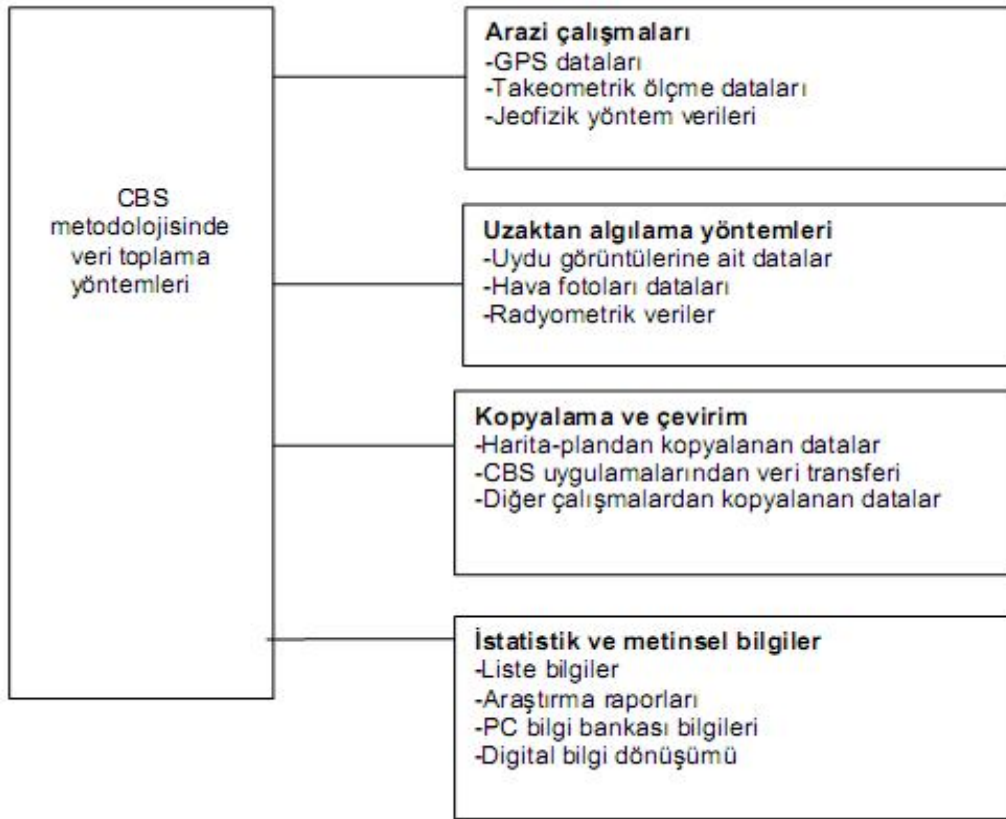 CBS
metodolojisinde
veri toplama
yöntemleri
Arazi çalışmaları
-GPS dataları
-Takeometrik ölçme dataları
-Jeofizik yöntem verileri
Uzaktan algılama yöntemleri
-Uydu görüntülerine ait datalar
-Hava fotoları dataları
-Radyometrik veriler
Kopyalama ve çevirim
-Harita-plandan kopyalanan datalar
-CBS uygulamalarından veri transferi
-Diğer çalışmalardan kopyalanan datalar
İstatistik ve metinsel bilgiler
-Liste bilgiler
-Araştırma raporları
-PC bilgi bankası bilgileri
-Digital bilgi dönüşümü